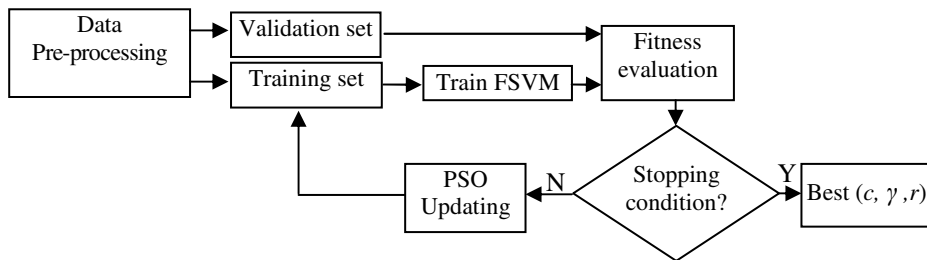 Data
Pre-processing
Validation set
Training set
Train FSVM
Fitness
evaluation
Stopping
condition?
N
Y
PSO
Updating
Best (c, γ ,r)